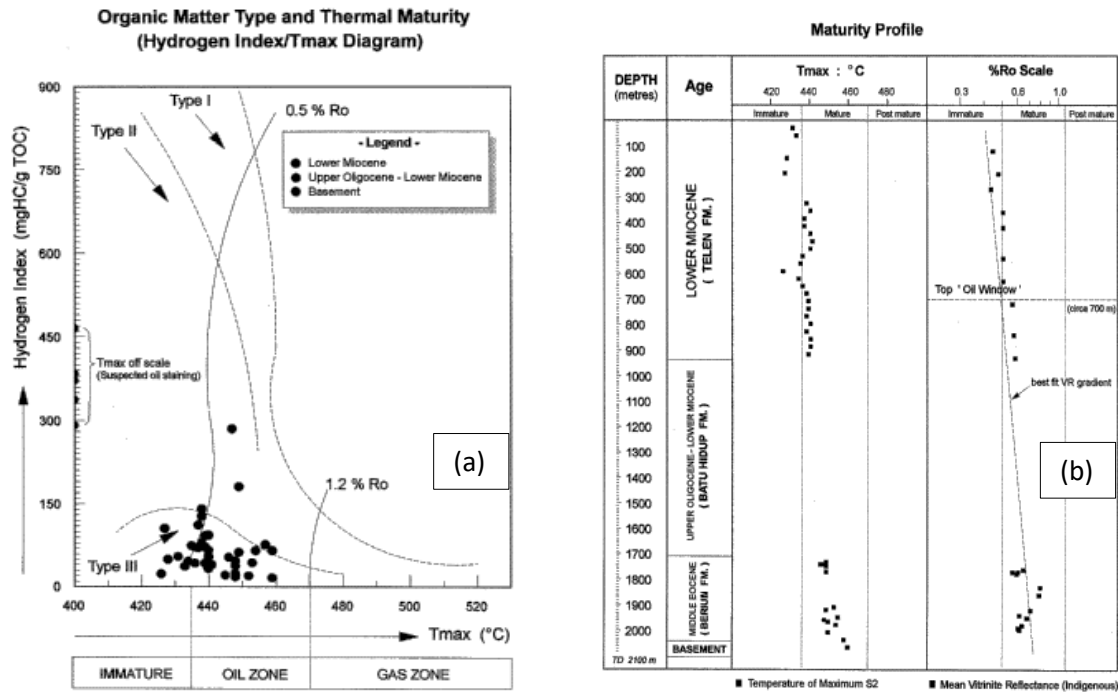 Organic Matter Type and Thermal Maturity
(Hydrogen Index/Tmax Diagram)
Hydrogen Index (mgHC/g TOC)
900
750
600
450
300
150
0
Type I
Type II
0.5 % Ro
- Legend -
Lower Miocene
Upper Oligocene - Lower Miocene
Basement
Tmax off scale
(Suspected oil staining)
(a)
1.2 % Ro
Type III
400
420
440
460
480
500
520
Tmax (°C)
IMMATURE
OIL ZONE
GAS ZONE
Maturity Profile
DEPTH
(metres)
Age
Tmax : °C
420
440
460
480
Immature
Mature
Post mature
%Ro Scale
0.3
0.6
1.0
Immature
Mature
Post mature
100
200
300
400
500
600
700
800
900
1000
1100
1200
1300
1400
1500
1600
1700
1800
1900
2000
TD 2100 m
LOWER MIOCENE
( TELEN FM. )
UPPER OLIGOCENE - LOWER MIOCENE
( BATU HIDUP FM. )
MIDDLE EOCENE
( BERIUN FM. )
BASEMENT
Top ' Oil Window '
(circa 700 m)
best fit VR gradient
(b)
Temperature of Maximum S2
Mean Vitrinite Reflectance (Indigenous)